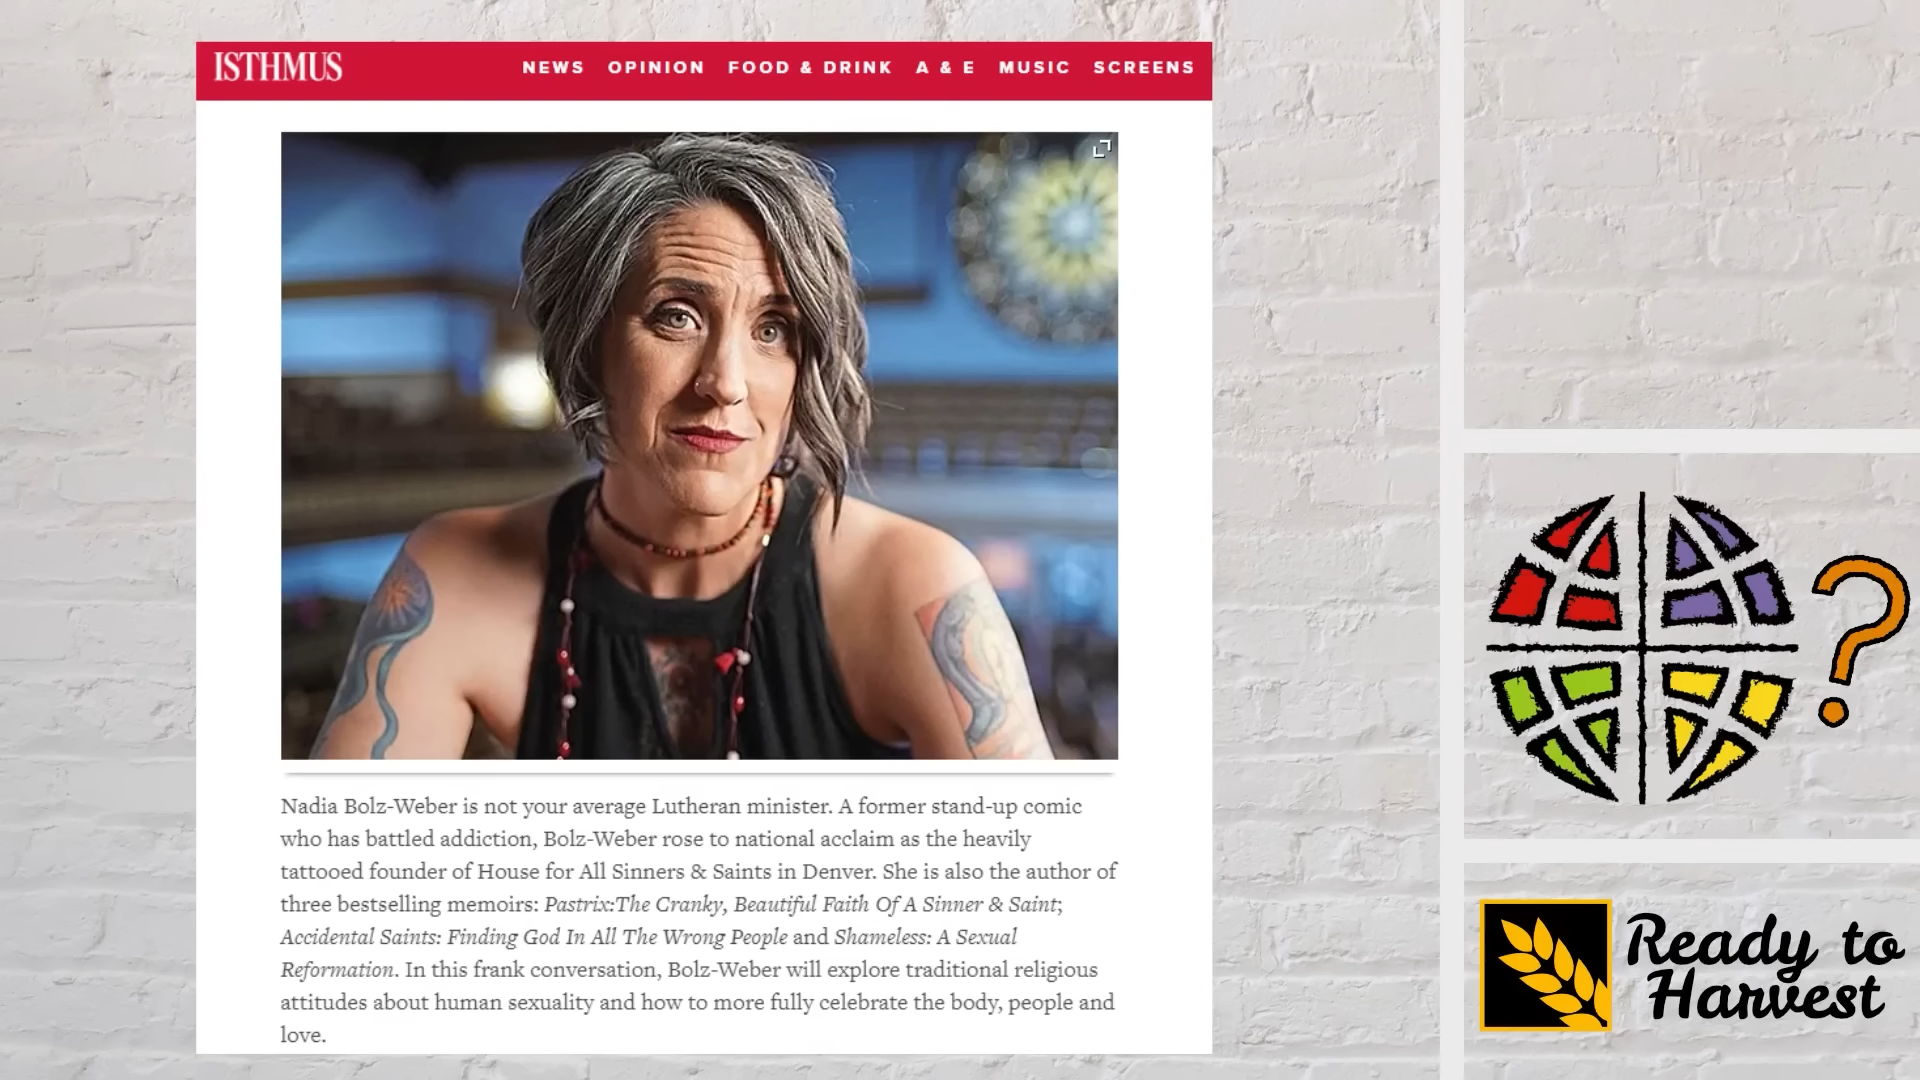 ISTHMUS
NEWS OPINION FOOD & DRINK A & E MUSIC SCREENS
Nadia Bolz-Weber is not your average Lutheran minister. A former stand-up comic
who has battled addiction, Bolz-Weber rose to national acclaim as the heavily
tattooed founder of House for All Sinners & Saints in Denver. She is also the author of
three bestselling memoirs: Pastrix:The Cranky, Beautiful Faith Of A Sinner & Saint;
Accidental Saints: Finding God In All The Wrong People and Shameless: A Sexual
Reformation. In this frank conversation, Bolz-Weber will explore traditional religious
attitudes about human sexuality and how to more fully celebrate the body, people and
love.
?
Ready to
Harvest